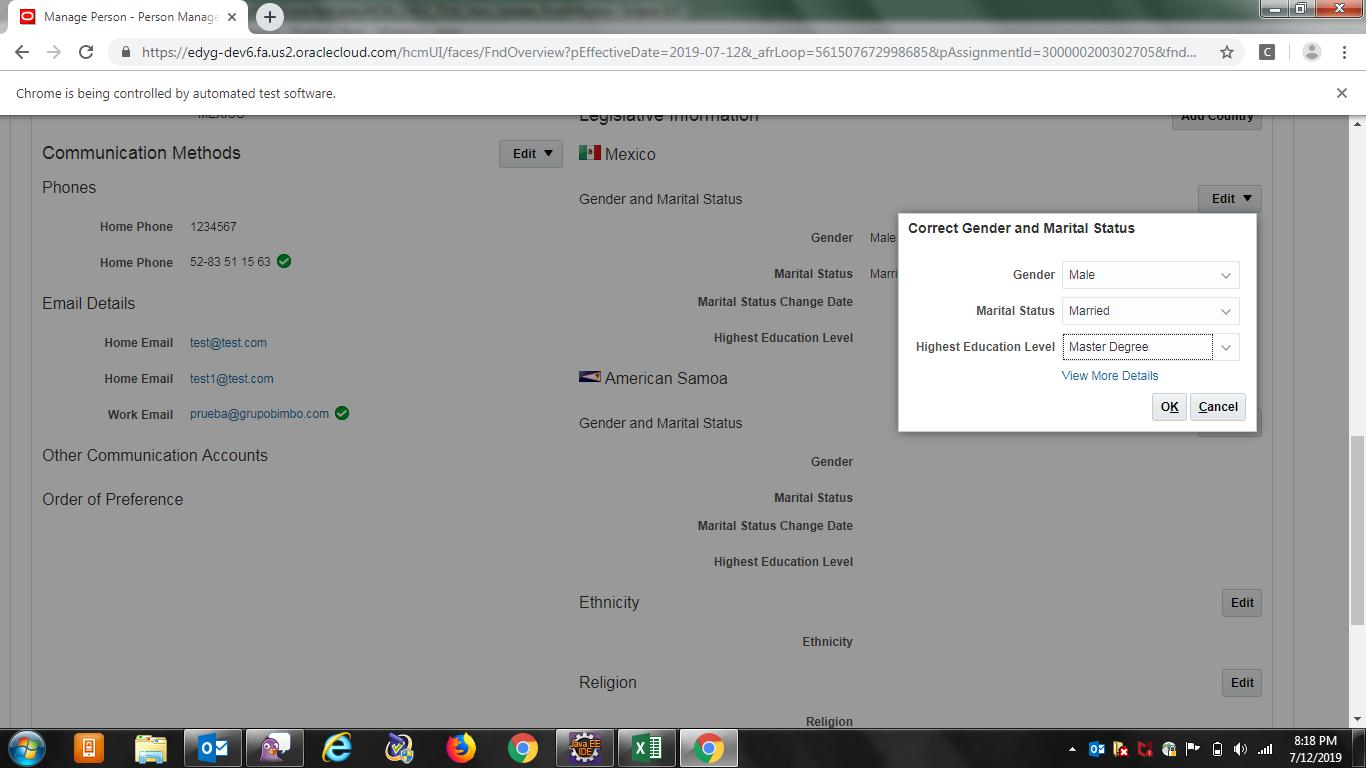 Manage Person - Person Manage
https://edyg-dev6.fa.us2.oraclecloud.com/hcmUI/faces/FndOverview?pEffectiveDate=2019-07-12&_afrLoop=561507672998685&pAssignmentId=300000200302705&fnd...
C
Chrome is being controlled by automated test software.
MEXICO
Legislative Information
Add Country
Communication Methods
Edit
Mexico
Phones
Gender and Marital Status
Edit
Home Phone 1234567
Gender Male
Home Phone 52-83 51 15 63
Marital Status Marri
Email Details
Marital Status Change Date
Home Email test@test.com
Highest Education Level
Home Email test1@test.com
American Samoa
Work Email prueba@grupobimbo.com
Gender and Marital Status
Other Communication Accounts
Gender
Order of Preference
Marital Status
Marital Status Change Date
Highest Education Level
Ethnicity
Edit
Ethnicity
Religion
Edit
Religion
Correct Gender and Marital Status
Gender Male
Marital Status Married
Highest Education Level Master Degree
View More Details
OK Cancel
Java EE
IDE
8:18 PM
7/12/2019